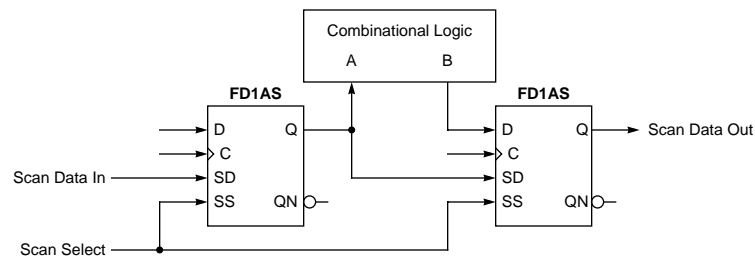 Combinational Logic
A B
FD1AS FD1AS
D Q D Q Scan Data Out
C C
Scan Data In SD SD
SS QN SS QN
Scan Select